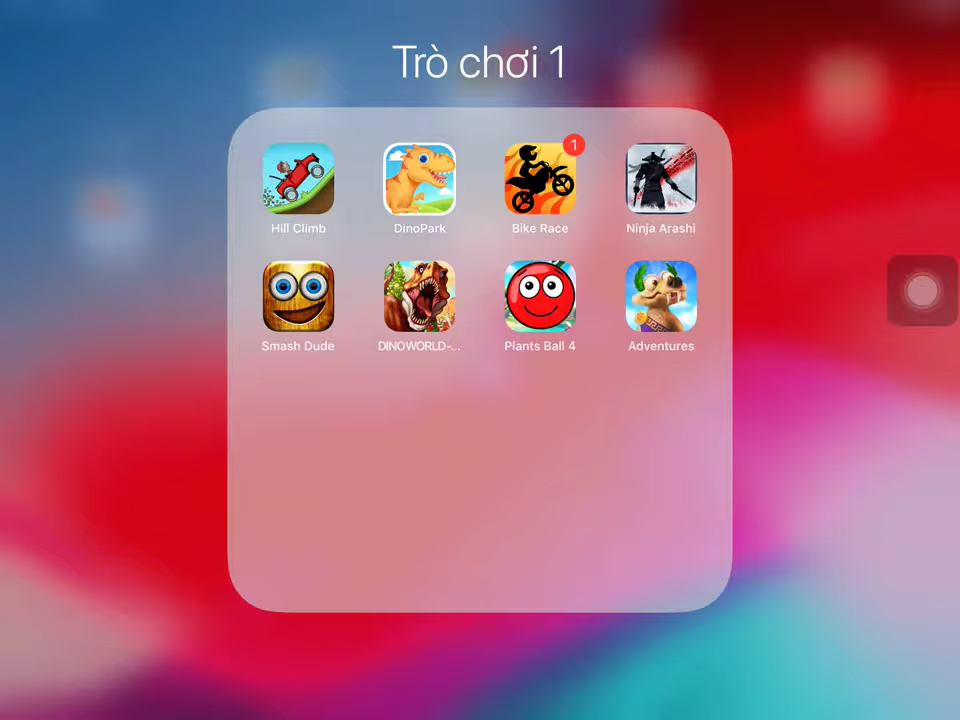 Trò chơi 1
1
Hill Climb
DinoPark
Bike Race
Ninja Arashi
Smash Dude
DINOWORLD-...
Plants Ball 4
Adventures